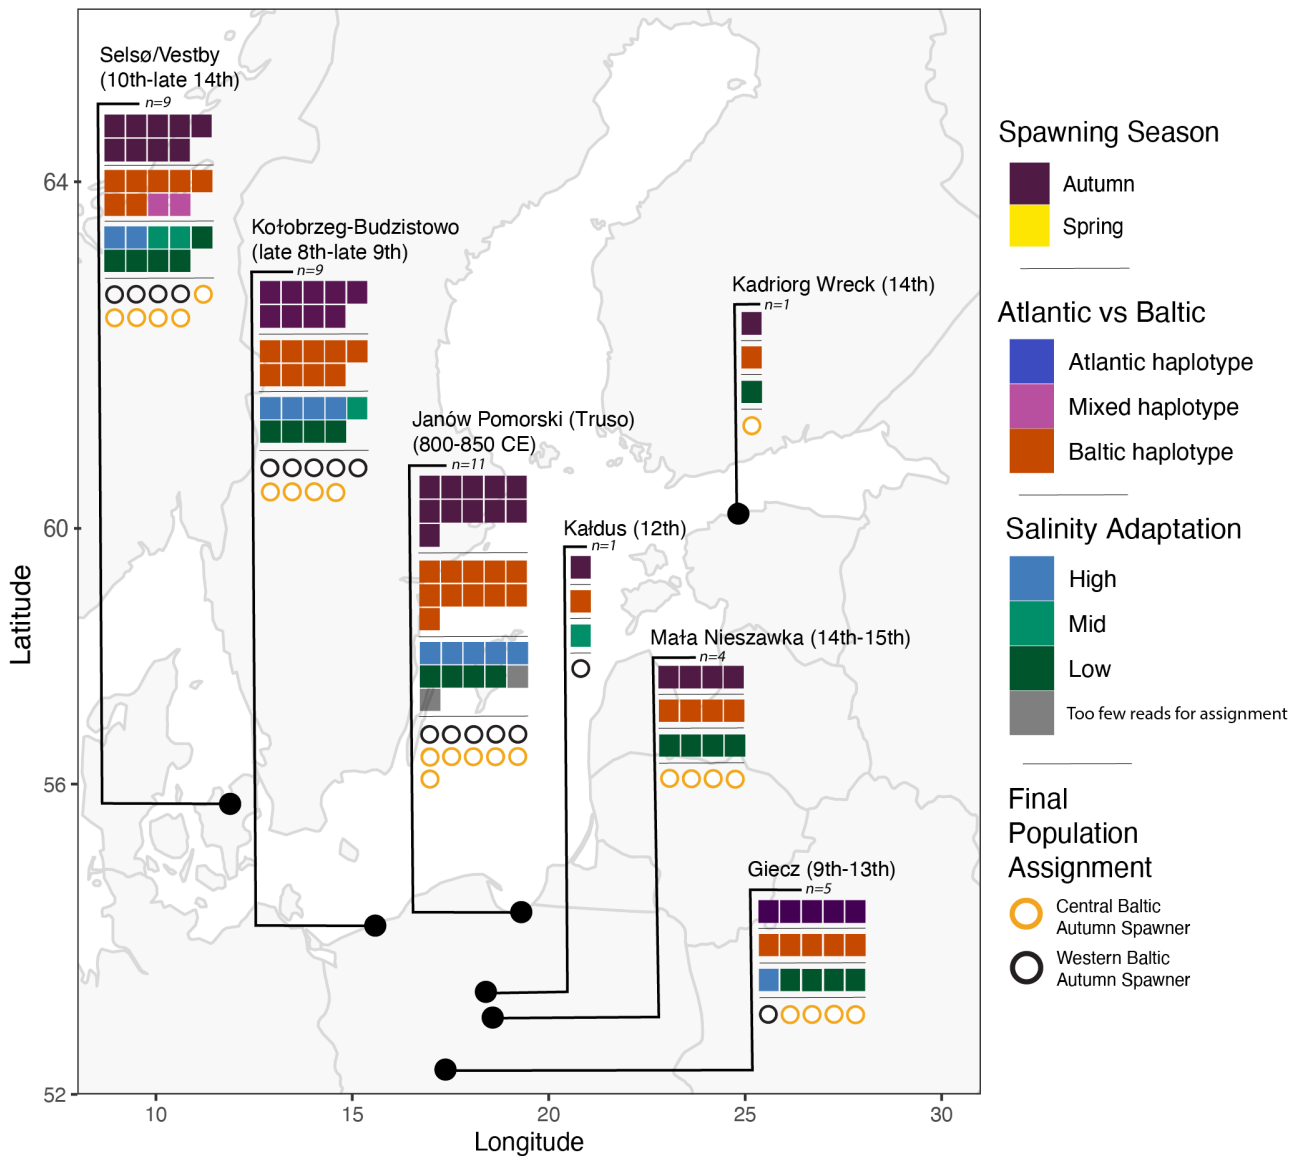 Selsø/Vestby
(10th-late 14th)
n=9
Kołobrzeg-Budzistowo
(late 8th-late 9th)
n=9
Janów Pomorski (Truso)
(800-850 CE)
n=11
Kałdus (12th)
n=1
Kadriorg Wreck (14th)
n=1
Mała Nieszawka (14th-15th)
n=4
Giecz (9th-13th)
n=5
64
60
56
52
Latitude
10
15
20
25
30
Longitude
Spawning Season
Autumn
Spring
Atlantic vs Baltic
Atlantic haplotype
Mixed haplotype
Baltic haplotype
Salinity Adaptation
High
Mid
Low
Too few reads for assignment
Final
Population
Assignment
Central Baltic
Autumn Spawner
Western Baltic
Autumn Spawner